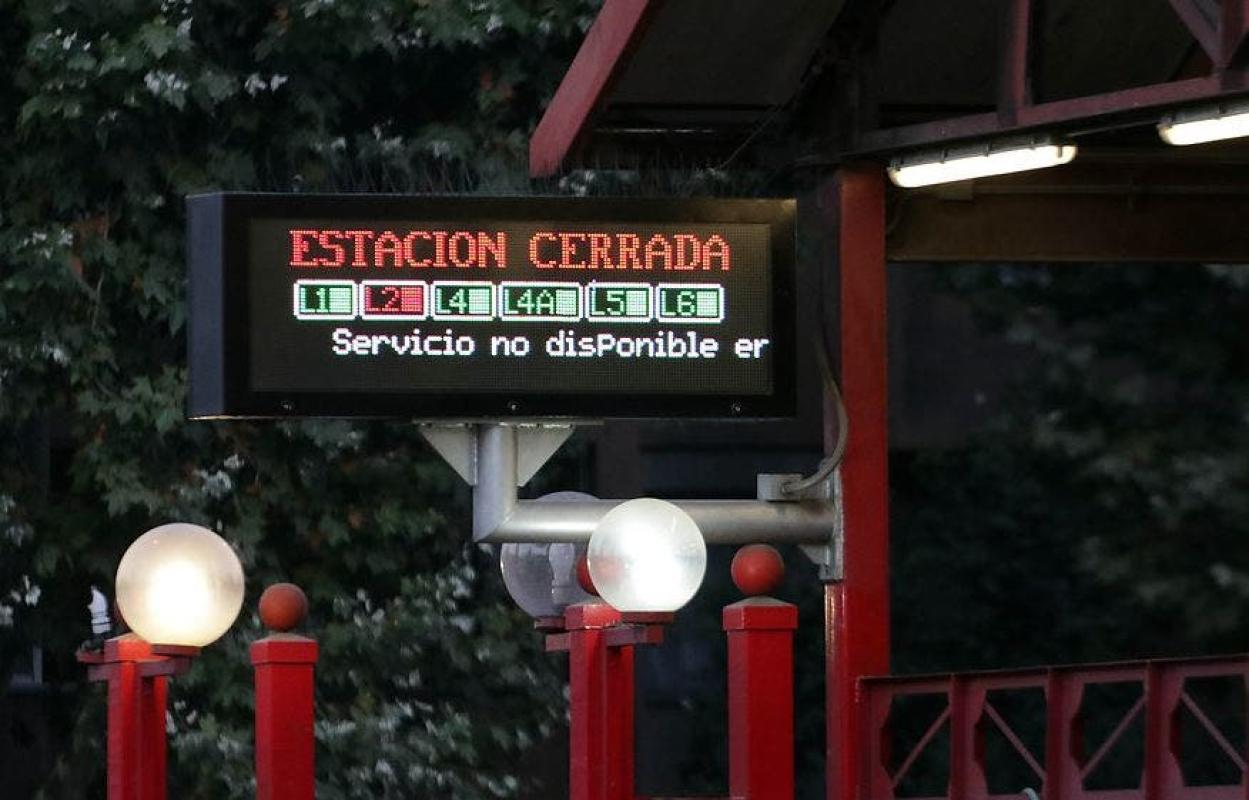 ESTACION CERRADA
L1 L2 L4 L4A L5 L6
Servicio no disponible er